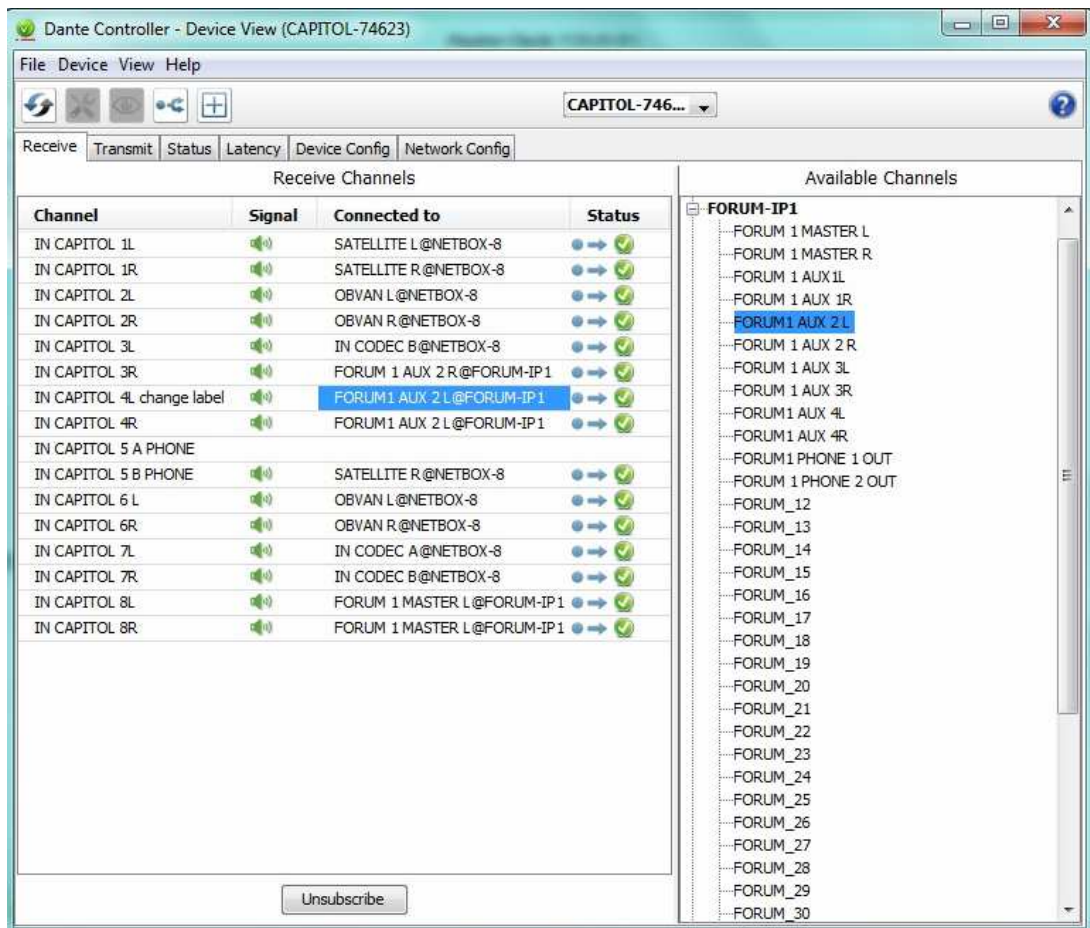 Dante Controller - Device View (CAPITOL-74623)
File Device View Help
CAPITOL-746...
Receive Transmit Status Latency Device Config Network Config
Receive Channels
Channel Signal Connected to Status
IN CAPITOL 1L SATELLITE L@NETBOX-8
IN CAPITOL 1R SATELLITE R@NETBOX-8
IN CAPITOL 2L OBVAN L@NETBOX-8
IN CAPITOL 2R OBVAN R@NETBOX-8
IN CAPITOL 3L IN CODEC B@NETBOX-8
IN CAPITOL 3R FORUM 1 AUX 2 R@FORUM-IP1
IN CAPITOL 4L change label FORUM1 AUX 2 L@FORUM-IP1
IN CAPITOL 4R FORUM1 AUX 2 L@FORUM-IP1
IN CAPITOL 5 A PHONE
IN CAPITOL 5 B PHONE SATELLITE R@NETBOX-8
IN CAPITOL 6 L OBVAN L@NETBOX-8
IN CAPITOL 6R OBVAN R@NETBOX-8
IN CAPITOL 7L IN CODEC A@NETBOX-8
IN CAPITOL 7R IN CODEC B@NETBOX-8
IN CAPITOL 8L FORUM 1 MASTER L@FORUM-IP1
IN CAPITOL 8R FORUM 1 MASTER L@FORUM-IP1
Unsubscribe
Available Channels
FORUM-IP1
FORUM 1 MASTER L
FORUM 1 MASTER R
FORUM 1 AUX1L
FORUM 1 AUX 1R
FORUM1 AUX 2 L
FORUM 1 AUX 2 R
FORUM 1 AUX 3L
FORUM 1 AUX 3R
FORUM1 AUX 4L
FORUM1 AUX 4R
FORUM1 PHONE 1 OUT
FORUM 1 PHONE 2 OUT
FORUM_12
FORUM_13
FORUM_14
FORUM_15
FORUM_16
FORUM_17
FORUM_18
FORUM_19
FORUM_20
FORUM_21
FORUM_22
FORUM_23
FORUM_24
FORUM_25
FORUM_26
FORUM_27
FORUM_28
FORUM_29
FORUM_30